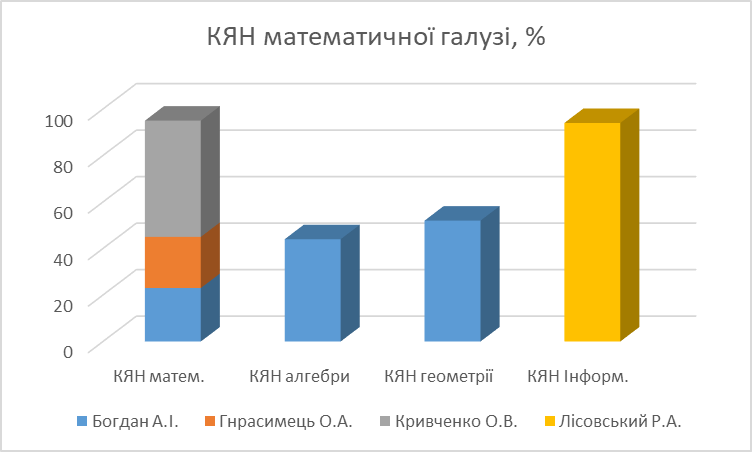 КЯН математичної галузі, %
100
80
60
40
20
0
КЯН матем.
КЯН алгебри
КЯН геометрії
КЯН Інформ.
Богдан А.І.
Гнрасимець О.А.
Кривченко О.В.
Лісовський Р.А.